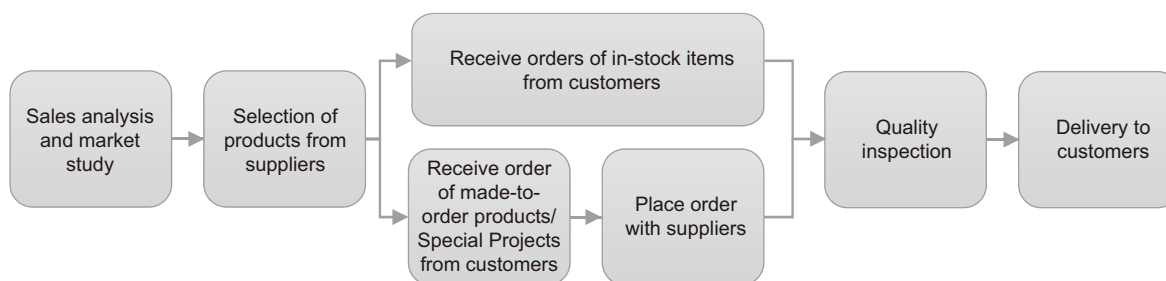 Sales analysis
and market
study
Selection of
products from
suppliers
Receive orders of in-stock items
from customers
Receive order
of made-to-
order products/
Special Projects
from customers
Place order
with suppliers
Quality
inspection
Delivery to
customers